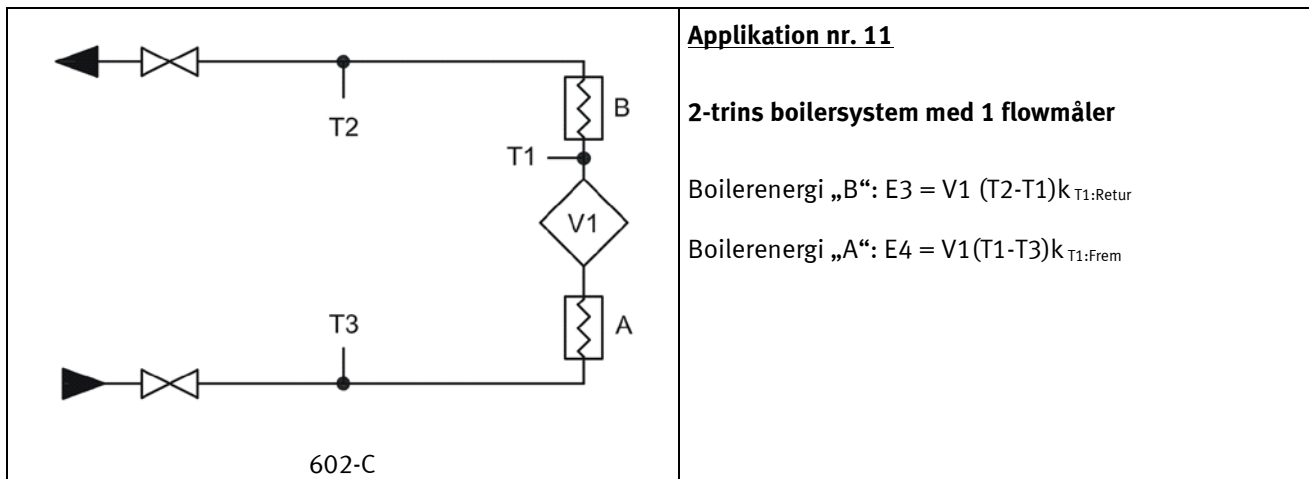 T2
B
T1
V1
T3
A
602-C
Applikation nr. 11
2-trins boilersystem med 1 flowmåler
Boilerenergi „B“: E3 = V1 (T2-T1)k T1:Retur
Boilerenergi „A“: E4 = V1(T1-T3)k T1:Frem